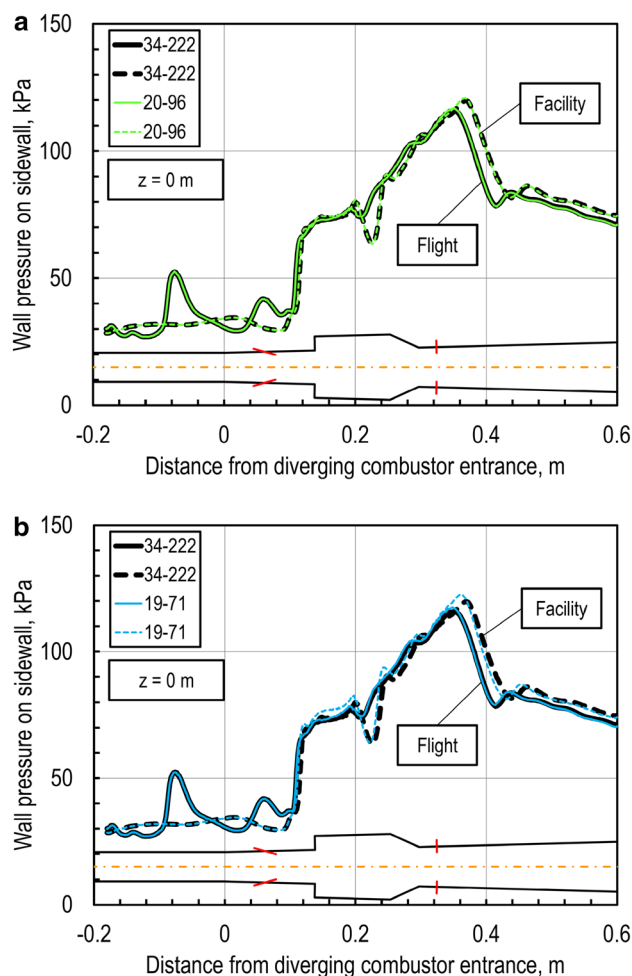 a
Wall pressure on sidewall, kPa
150
100
50
0
34-222
34-222
20-96
20-96
z = 0 m
Facility
Flight
-0.2
0
0.2
0.4
0.6
Distance from diverging combustor entrance, m
b
Wall pressure on sidewall, kPa
150
100
50
0
34-222
34-222
19-71
19-71
z = 0 m
Facility
Flight
-0.2
0
0.2
0.4
0.6
Distance from diverging combustor entrance, m